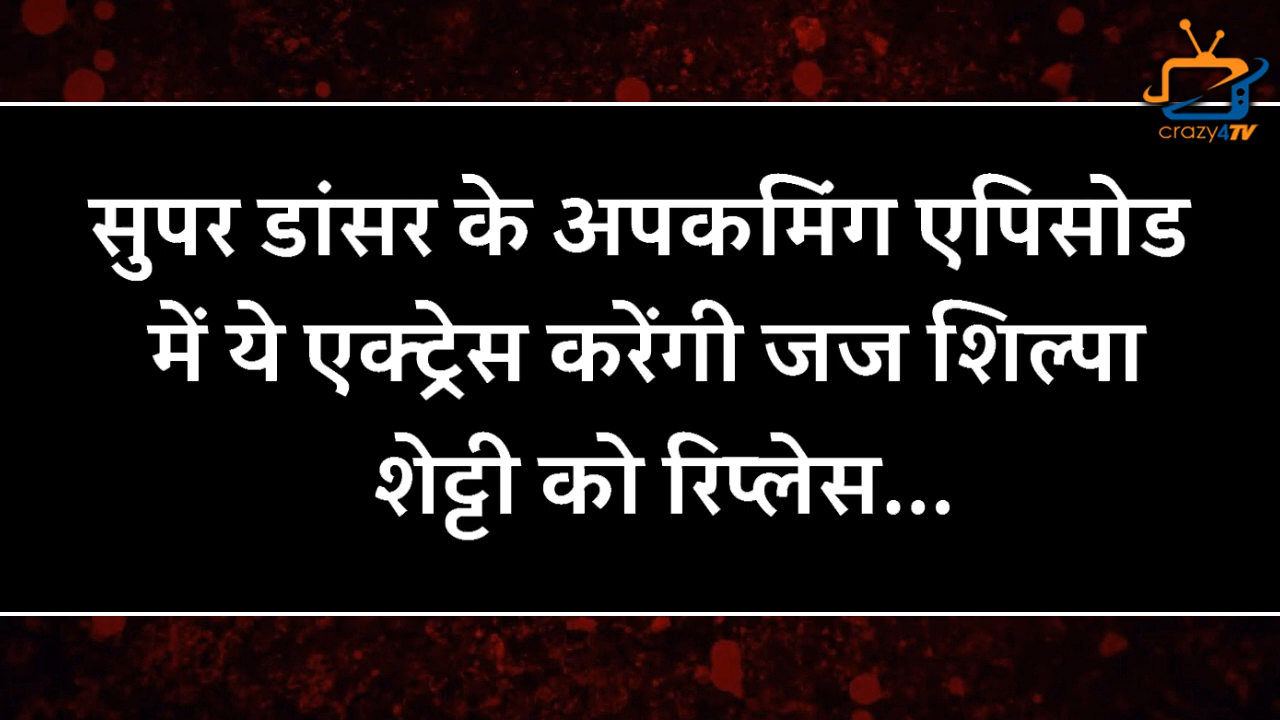 crazy4TV
सुपर डांसर के अपकमिंग एपिसोड
में ये एक्ट्रेस करेंगी जज शिल्पा
शेट्टी को रिप्लेस...